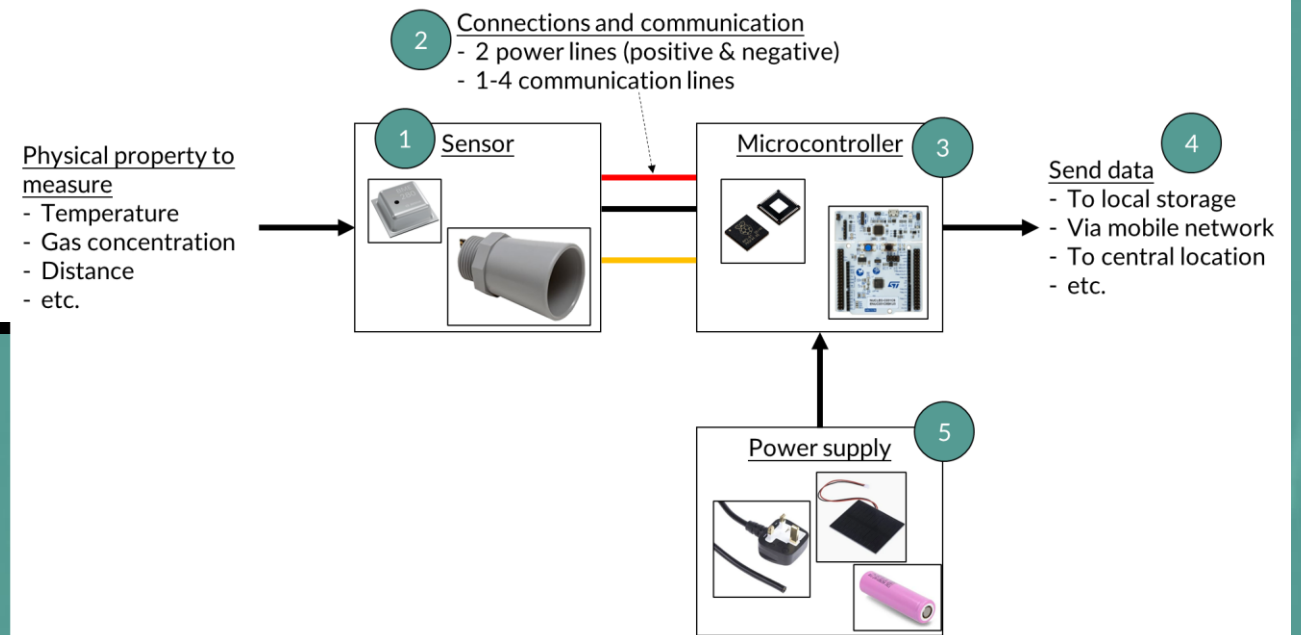 2
Connections and communication
- 2 power lines (positive & negative)
- 1-4 communication lines
Physical property to
measure
- Temperature
- Gas concentration
- Distance
- etc.
1
Sensor
Microcontroller
3
4
Send data
- To local storage
- Via mobile network
- To central location
- etc.
5
Power supply